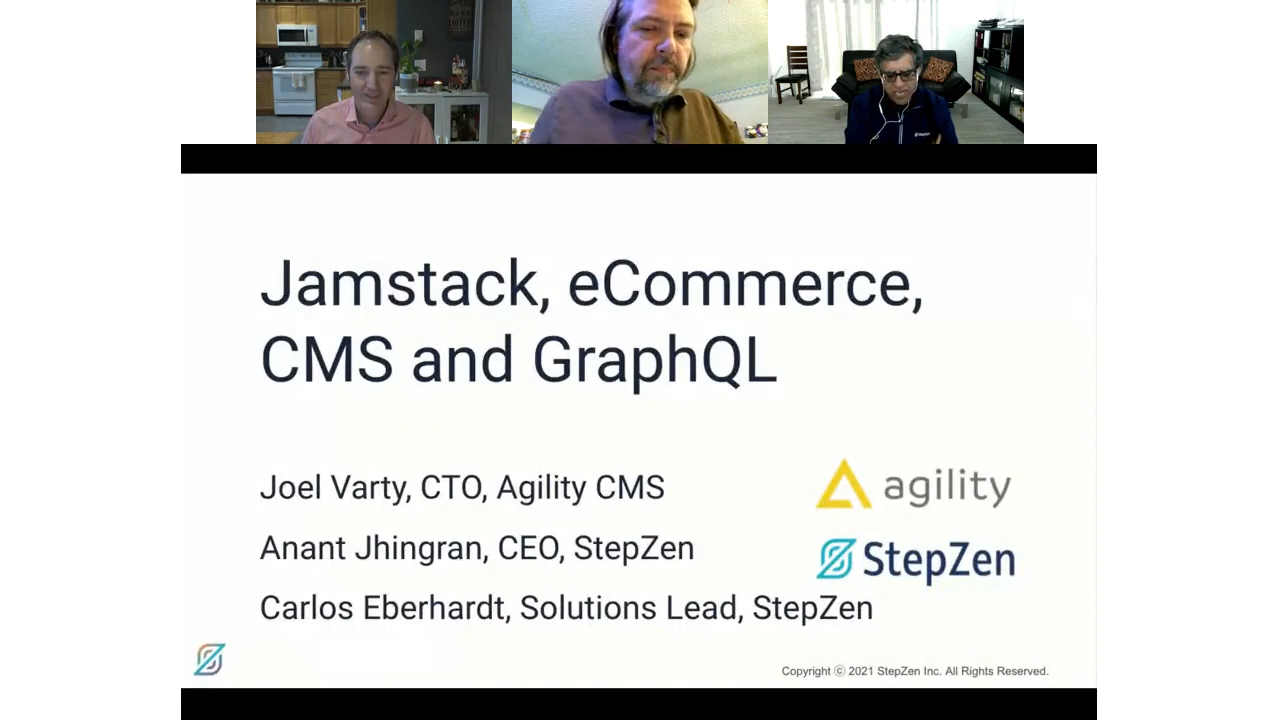 StepZen
Jamstack, eCommerce,
CMS and GraphQL
Joel Varty, CTO, Agility CMS
agility
Anant Jhingran, CEO, StepZen
StepZen
Carlos Eberhardt, Solutions Lead, StepZen
Copyright ⓒ 2021 StepZen Inc. All Rights Reserved.